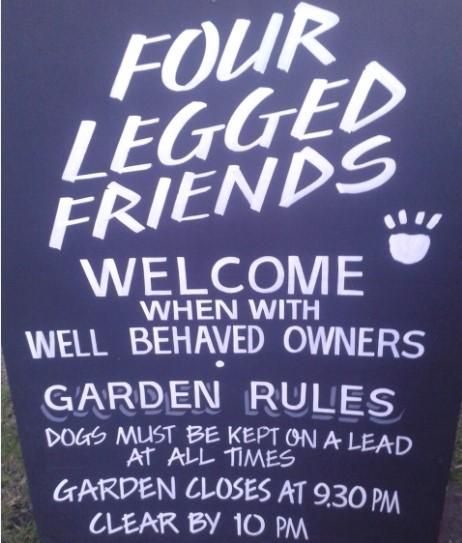 FOUR
LEGGED
FRIENDS
WELCOME
WHEN WITH
WELL BEHAVED OWNERS
GARDEN RULES
DOGS MUST BE KEPT ON A LEAD
AT ALL TIMES
GARDEN CLOSES AT 9.30 PM
CLEAR BY 10 PM